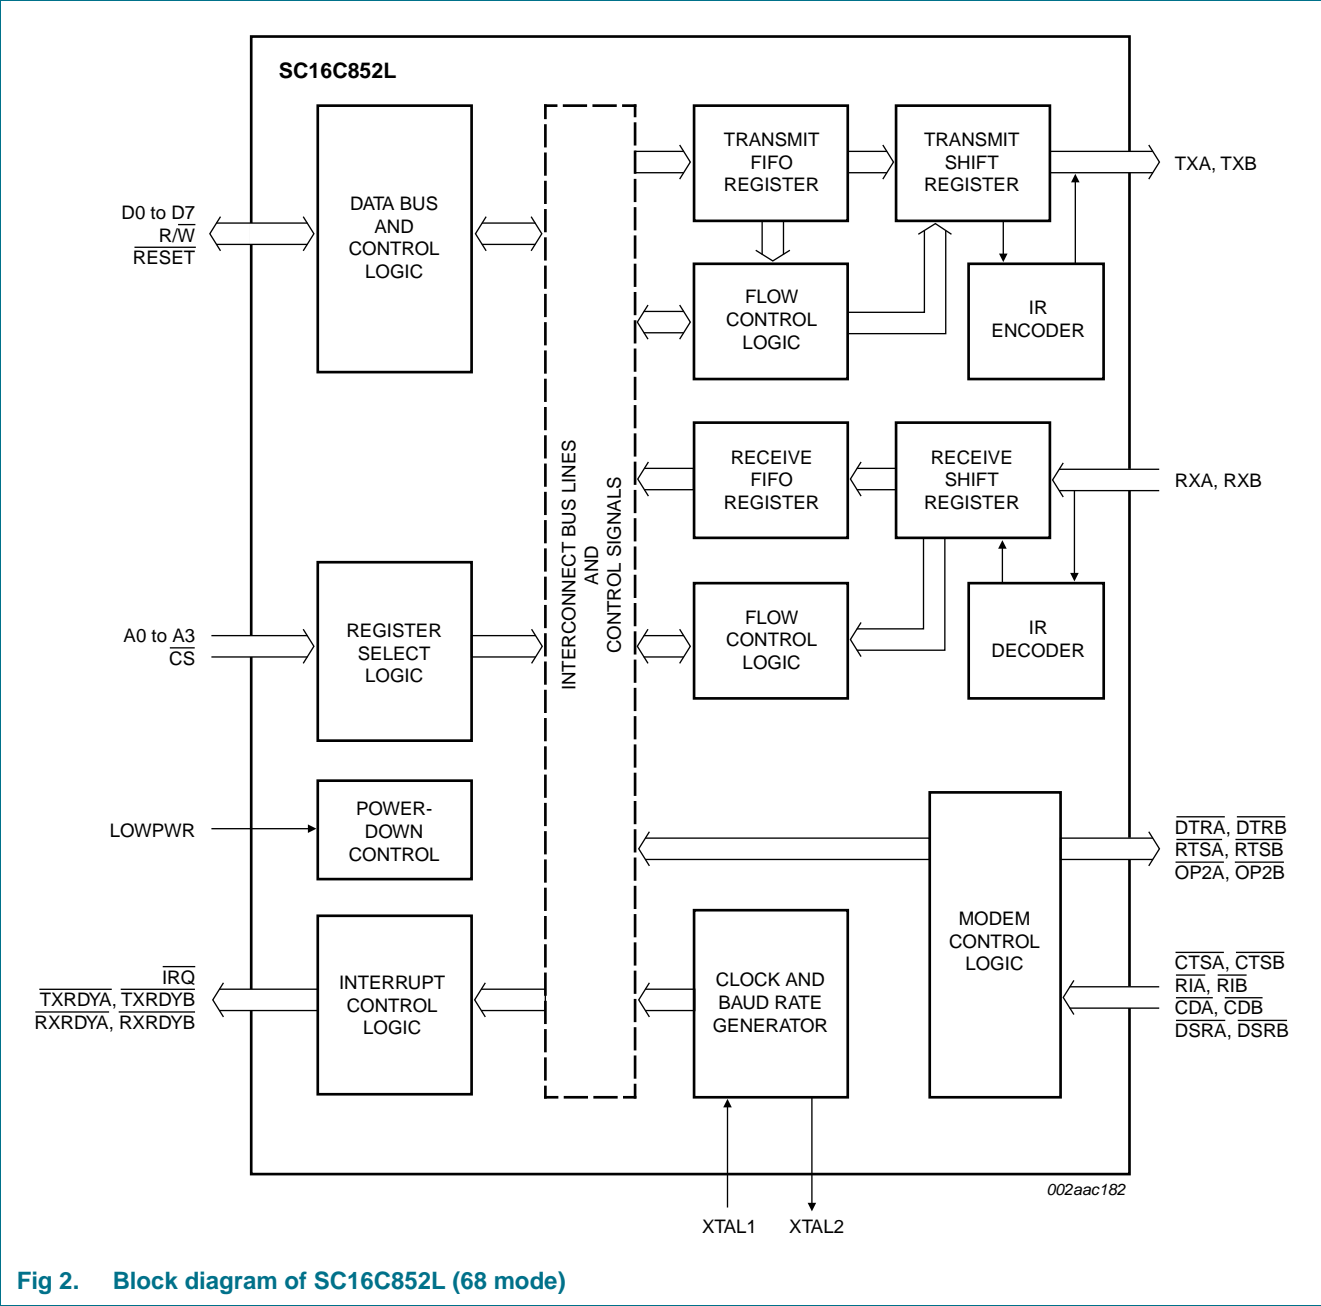 SC16C852L
D0 to D7
R/W
RESET
DATA BUS
AND
CONTROL
LOGIC
TRANSMIT
FIFO
REGISTER
TRANSMIT
SHIFT
REGISTER
TXA, TXB
FLOW
CONTROL
LOGIC
IR
ENCODER
INTERCONNECT BUS LINES
AND
CONTROL SIGNALS
RECEIVE
FIFO
REGISTER
RECEIVE
SHIFT
REGISTER
RXA, RXB
A0 to A3
CS
REGISTER
SELECT
LOGIC
FLOW
CONTROL
LOGIC
IR
DECODER
LOWPWR
POWER-
DOWN
CONTROL
DTRA, DTRB
RTSA, RTSB
OP2A, OP2B
MODEM
CONTROL
LOGIC
IRQ
TXRDYA, TXRDYB
RXRDYA, RXRDYB
INTERRUPT
CONTROL
LOGIC
CLOCK AND
BAUD RATE
GENERATOR
CTSA, CTSB
RIA, RIB
CDA, CDB
DSRA, DSRB
002aac182
XTAL1
XTAL2
Fig 2. Block diagram of SC16C852L (68 mode)